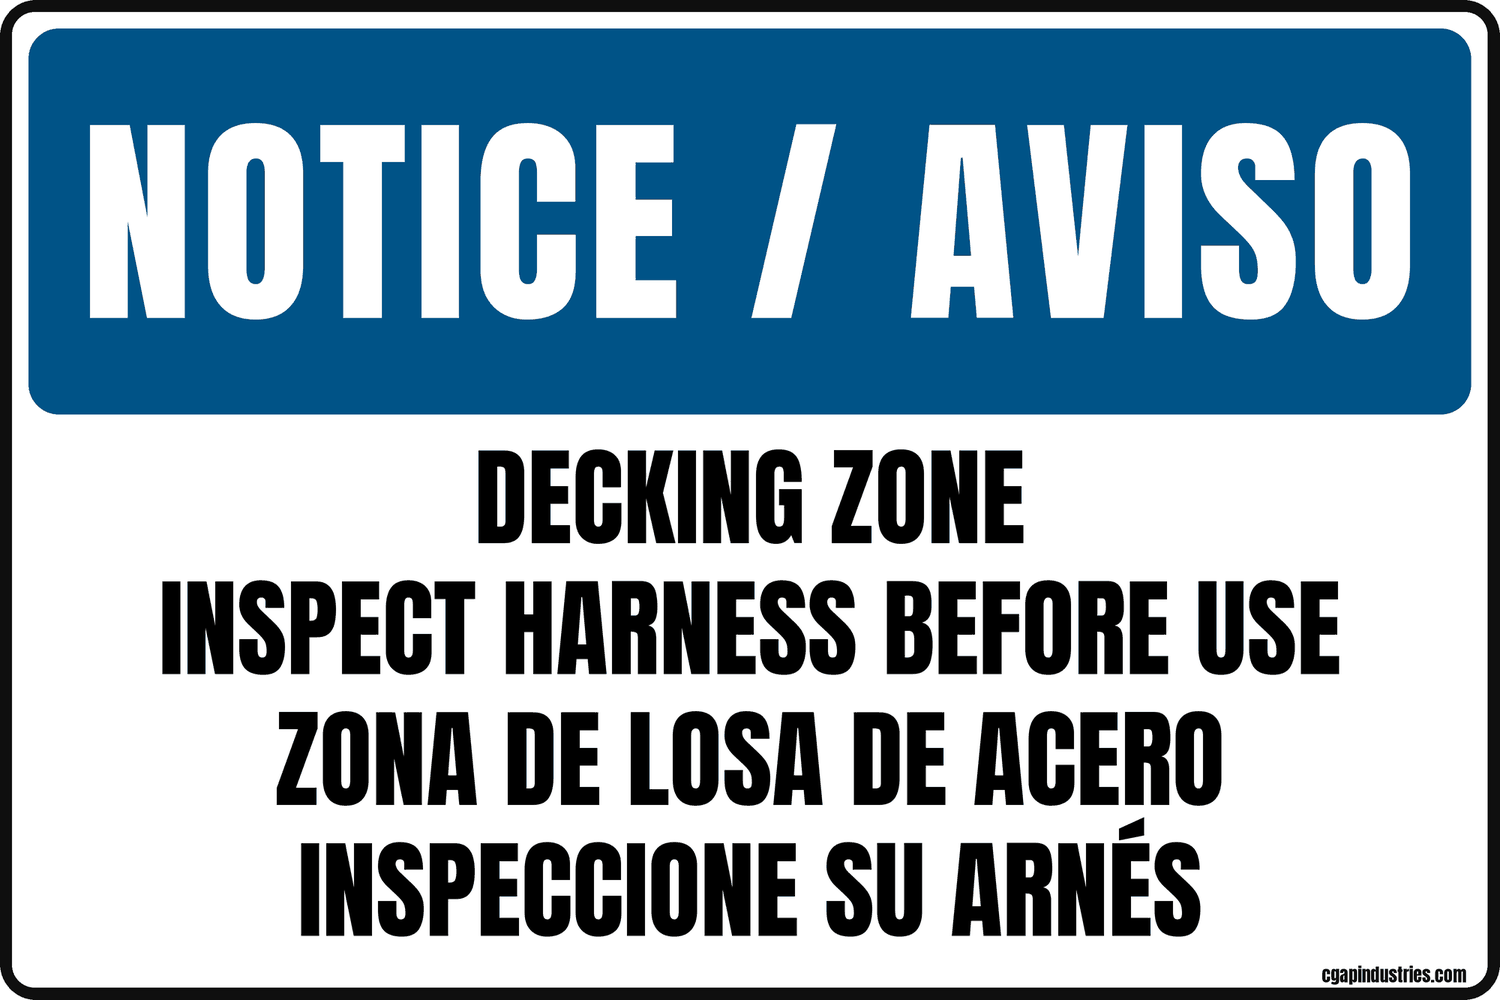 NOTICE / AVISO
DECKING ZONE
INSPECT HARNESS BEFORE USE
ZONA DE LOSA DE ACERO
INSPECCIONE SU ARNÉS
cgapindustries.com